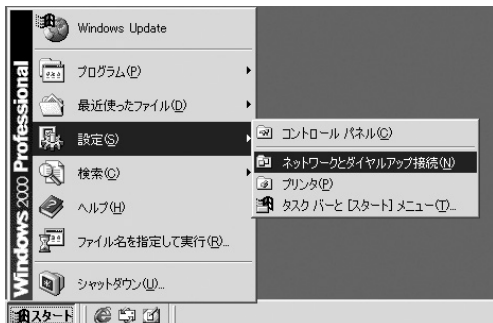 Windows Update
プログラム(P)
最近使ったファイル(D)
設定(S)
検索(C)
ヘルプ(H)
ファイル名を指定して実行(R)...
シャットダウン(U)...
Windows 2000 Professional
コントロール パネル(C)
ネットワークとダイヤルアップ接続(N)
プリンタ(P)
タスク バーと [スタート] メニュー(T)...
スタート